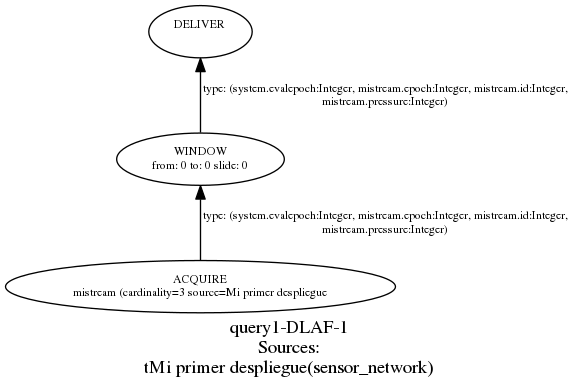 DELIVER
type: (system.evalepoch:Integer, mistream.epoch:Integer, mistream.id:Integer,
mistream.pressure:Integer)
WINDOW
from: 0 to: 0 slide: 0
type: (system.evalepoch:Integer, mistream.epoch:Integer, mistream.id:Integer,
mistream.pressure:Integer)
ACQUIRE
mistream (cardinality=3 source=Mi primer despliegue
query1-DLAF-1
Sources:
tMi primer despliegue(sensor_network)